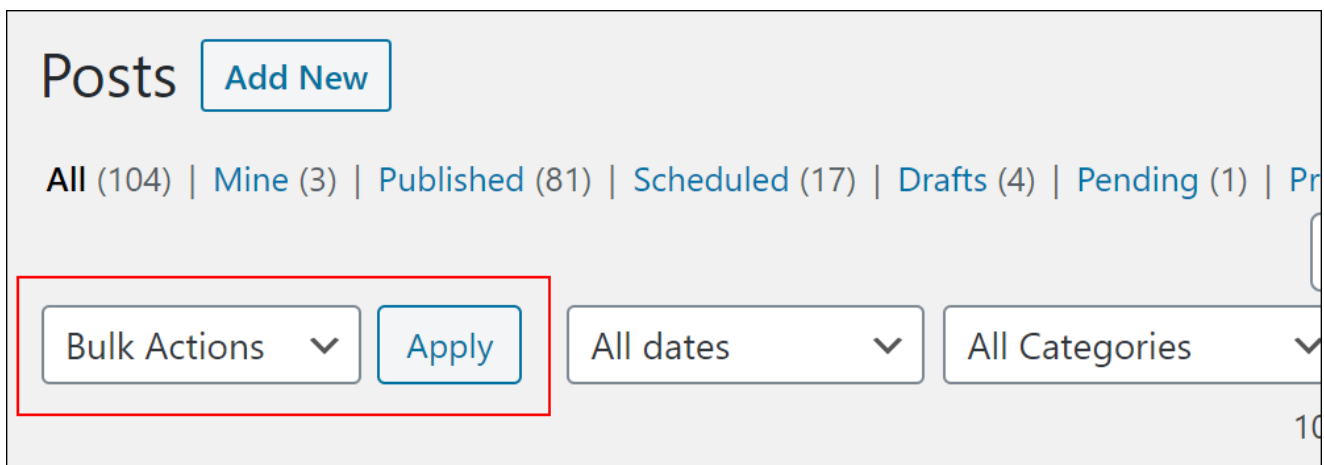 Posts Add New
All (104) | Mine (3) | Published (81) | Scheduled (17) | Drafts (4) | Pending (1) |
Bulk Actions Apply All dates All Categories